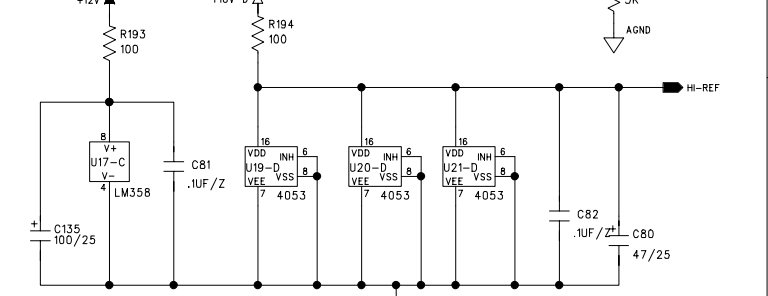 +12V
R193
100
R194
100
AGND
HI-REF
8
V+
U17-C
V-
4
LM358
C81
.1UF/Z
C135
100/25
+
16
VDD
INH
6
U19-D
VSS
8
VEE
7
4053
16
VDD
INH
6
U20-D
VSS
8
VEE
7
4053
16
VDD
INH
6
U21-D
VSS
8
VEE
7
4053
C82
.1UF/Z
+
C80
47/25